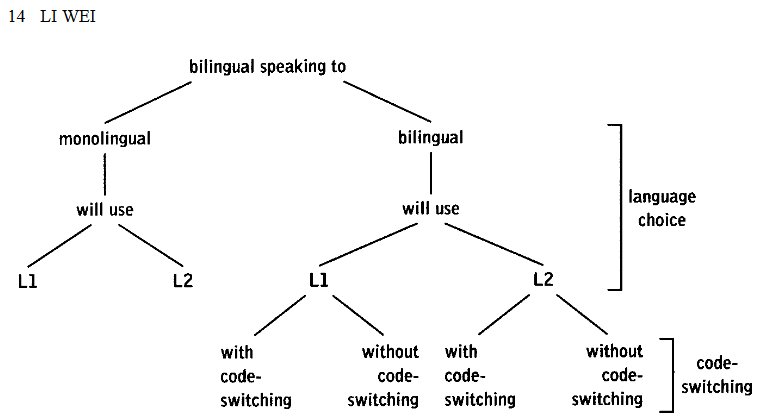 14 LI WEI
bilingual speaking to
monolingual bilingual
language
choice
will use will use
L1 L2 L1 L2
with without with without
code- code- code- code-
switching switching switching switching
code-
switching